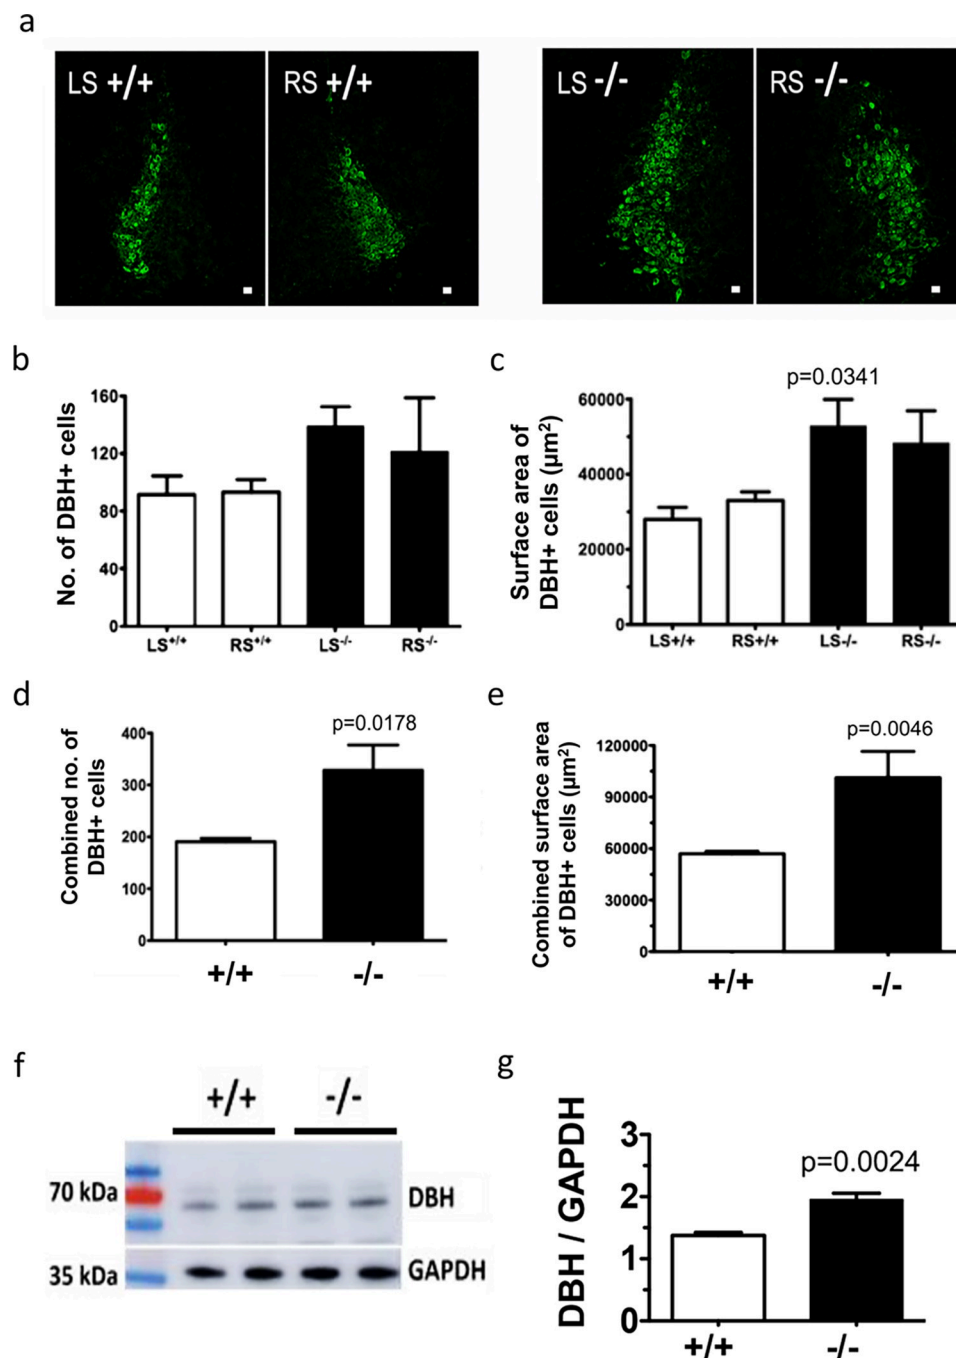 a
LS +/+
RS +/+
LS -/-
RS -/-
b
No. of DBH+ cells
160
120
80
40
0
LS+/+
RS+/+
LS-/-
RS-/-
c
p=0.0341
Surface area of
DBH+ cells (µm²)
60000
40000
20000
0
LS+/+
RS+/+
LS-/-
RS-/-
d
p=0.0178
Combined no. of
DBH+ cells
400
300
200
100
0
+/+
-/-
e
p=0.0046
Combined surface area
of DBH+ cells (µm²)
120000
90000
60000
30000
0
+/+
-/-
f
+/+
-/-
70 kDa
DBH
35 kDa
GAPDH
g
p=0.0024
DBH / GAPDH
3
2
1
0
+/+
-/-